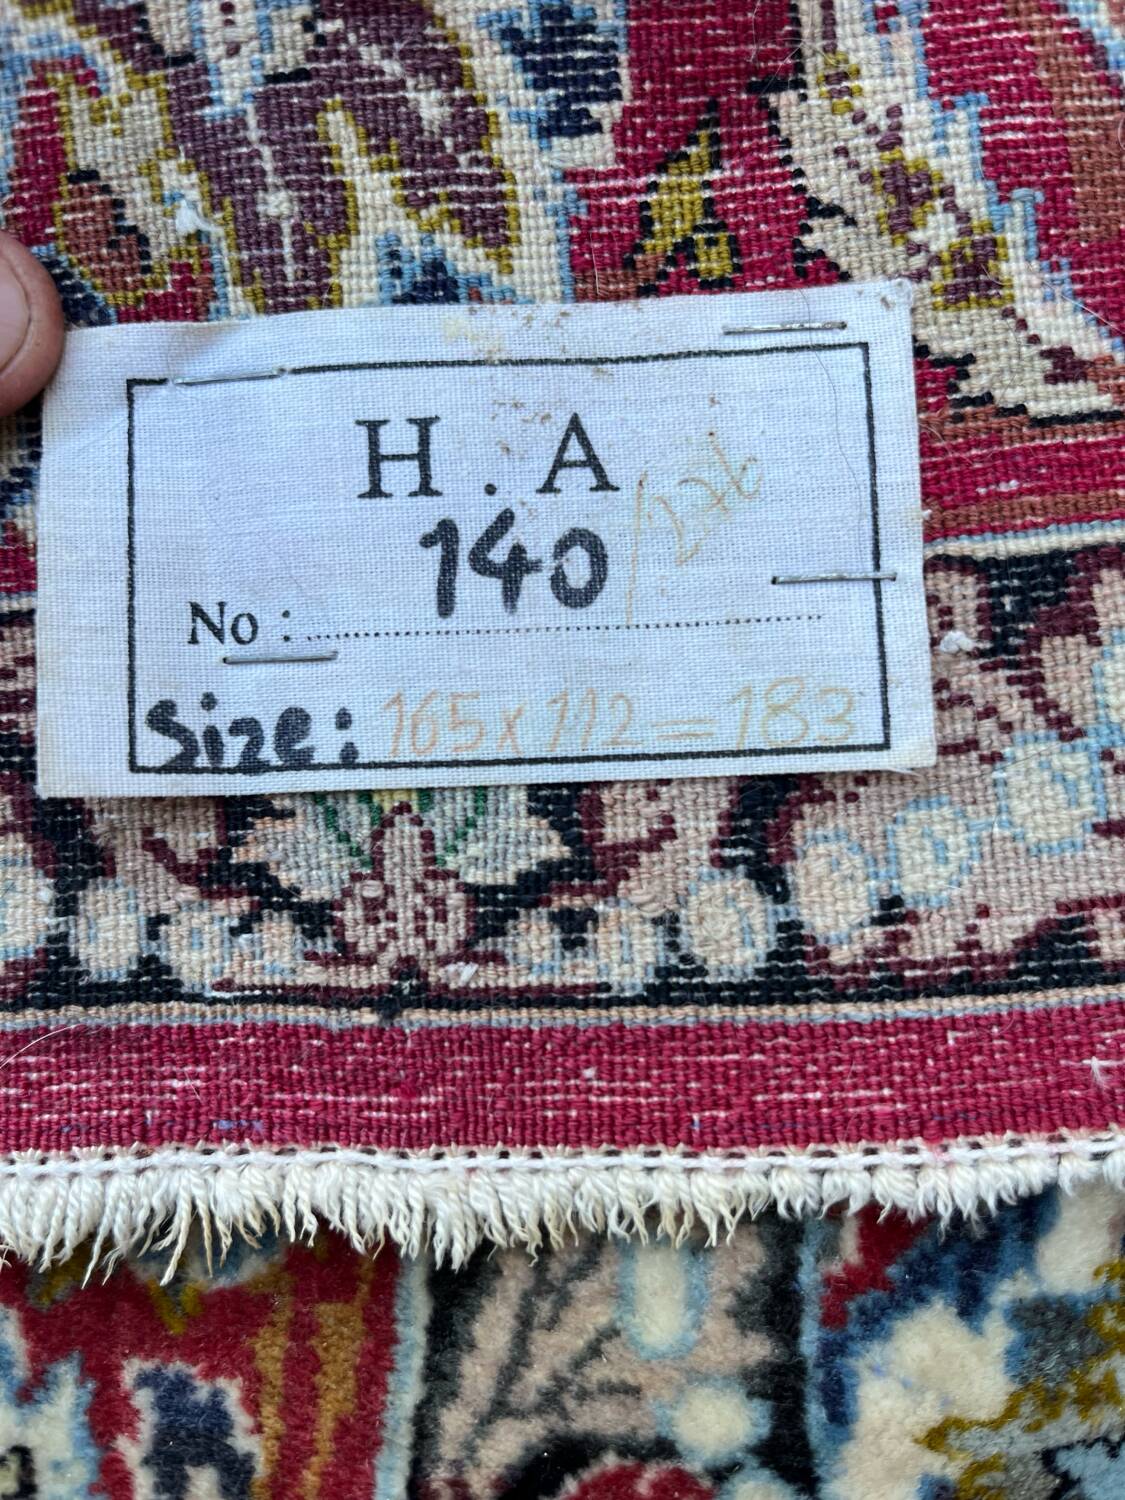 H . A
No : 140
Size: 165x112=183